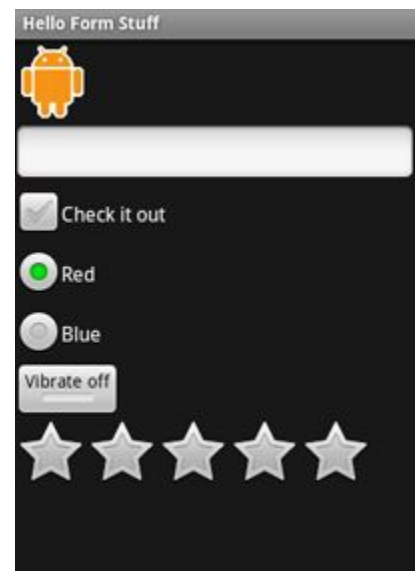 Hello Form Stuff
Check it out
Red
Blue
Vibrate off